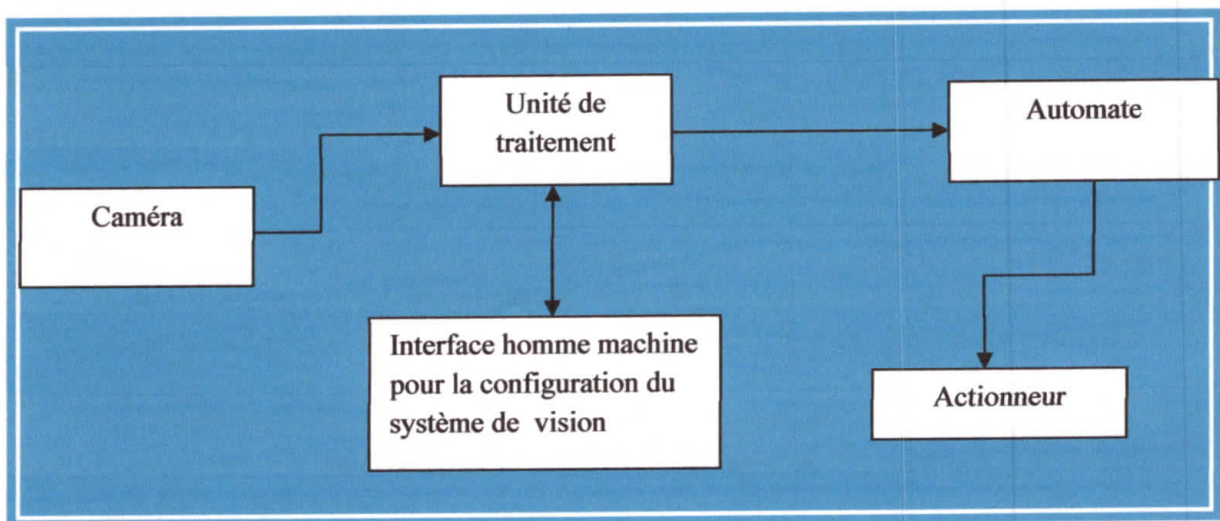 Caméra
Unité de
traitement
Automate
Interface homme machine
pour la configuration du
système de vision
Actionneur